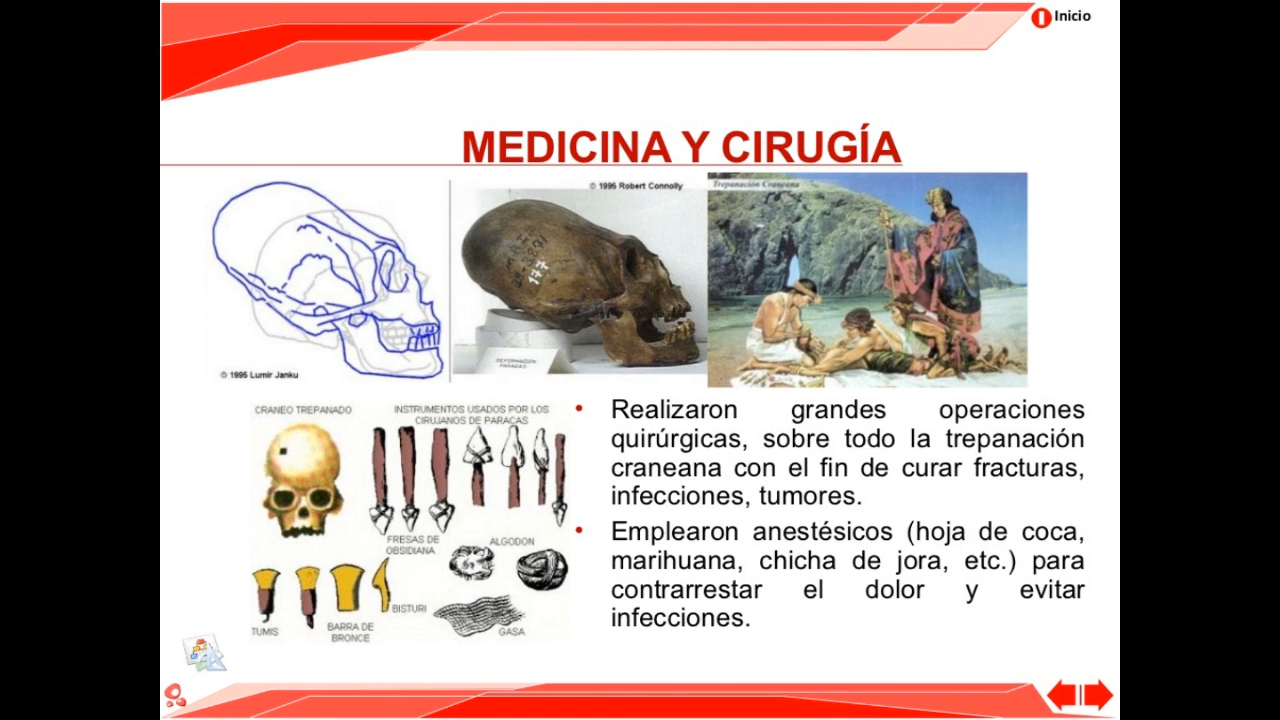 Inicio
MEDICINA Y CIRUGÍA
© 1995 Robert Connolly
Trepanación Craneana
177
DEFORMACION
PARACAS
© 1995 Lumir Janku
CRANEO TREPANADO
INSTRUMENTOS USADOS POR LOS
CIRUJANOS DE PARACAS
FRESAS DE
OBSIDIANA
ALGODON
BISTURI
TUMIS
BARRA DE
BRONCE
GASA
• Realizaron grandes operaciones
quirúrgicas, sobre todo la trepanación
craneana con el fin de curar fracturas,
infecciones, tumores.
• Emplearon anestésicos (hoja de coca,
marihuana, chicha de jora, etc.) para
contrarrestar el dolor y evitar
infecciones.